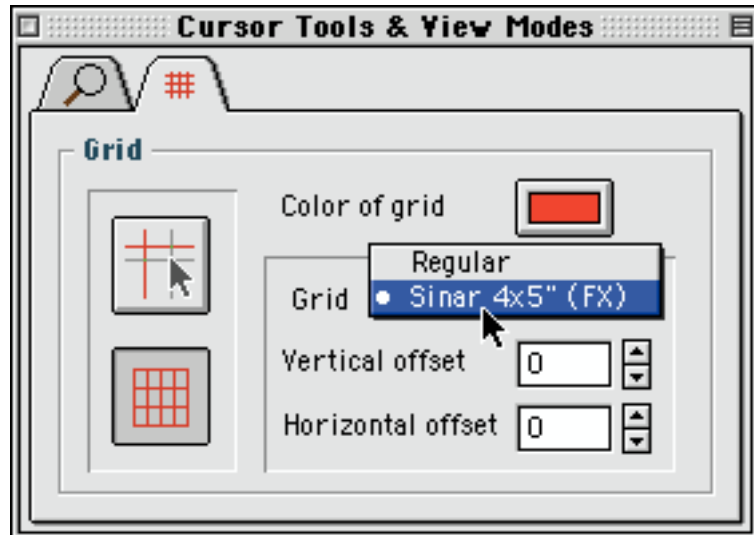 Cursor Tools & View Modes
Grid
Color of grid
Regular
Grid
Sinar 4x5" (FX)
Vertical offset 0
Horizontal offset 0